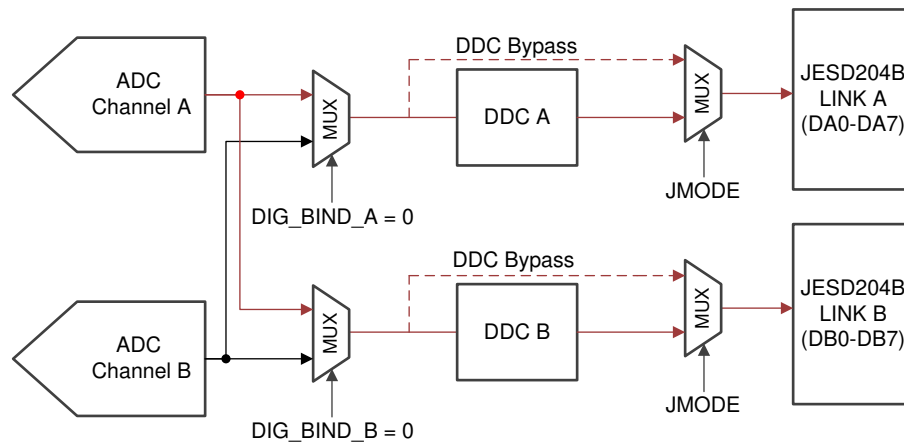 ADC
Channel A
MUX
DIG_BIND_A = 0
DDC Bypass
DDC A
MUX
JMODE
JESD204B
LINK A
(DA0-DA7)
ADC
Channel B
MUX
DIG_BIND_B = 0
DDC Bypass
DDC B
MUX
JMODE
JESD204B
LINK B
(DB0-DB7)